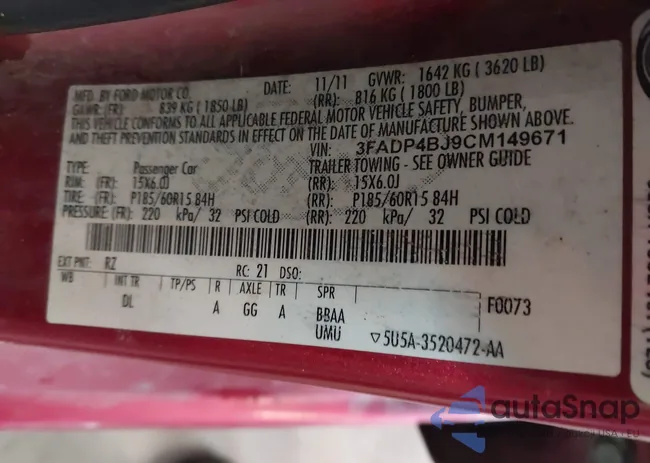 MFD. BY FORD MOTOR CO. DATE: 11/11 GVWR: 1642 KG ( 3620 LB)
GAWR: (FR) 839 KG ( 1850 LB) (RR): 816 KG ( 1800 LB)
THIS VEHICLE CONFORMS TO ALL APPLICABLE FEDERAL MOTOR VEHICLE SAFETY, BUMPER,
AND THEFT PREVENTION STANDARDS IN EFFECT ON THE DATE OF MANUFACTURE SHOWN ABOVE.
VIN: 3FADP4BJ9CM149671
TYPE: Passenger Car TRAILER TOWING - SEE OWNER GUIDE
RIM: (FR): 15X6.0J (RR): 15X6.0J
TIRE: (FR): P185/60R15 84H (RR): P185/60R15 84H
PRESSURE: (FR): 220 kPa/ 32 PSI COLD (RR): 220 kPa/ 32 PSI COLD
EXT PNT: RZ RC: 21 DSO:
WB INT TR TP/PS R AXLE TR SPR F0073
DL A GG A BBAA
UMU ▽5U5A-3520472-AA
autaSnap